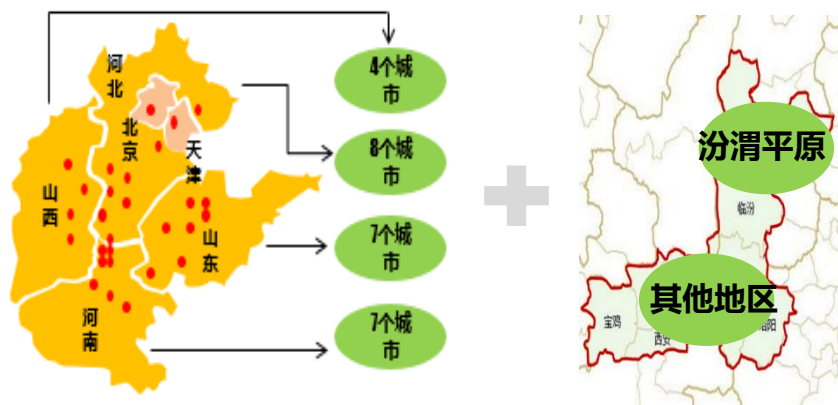 4个城
市
河
北
8个城
市
北
京
天
津
山
西
7个城
市
山
东
河
南
7个城
市
汾渭平原
临汾
其他地区
宝鸡
西安